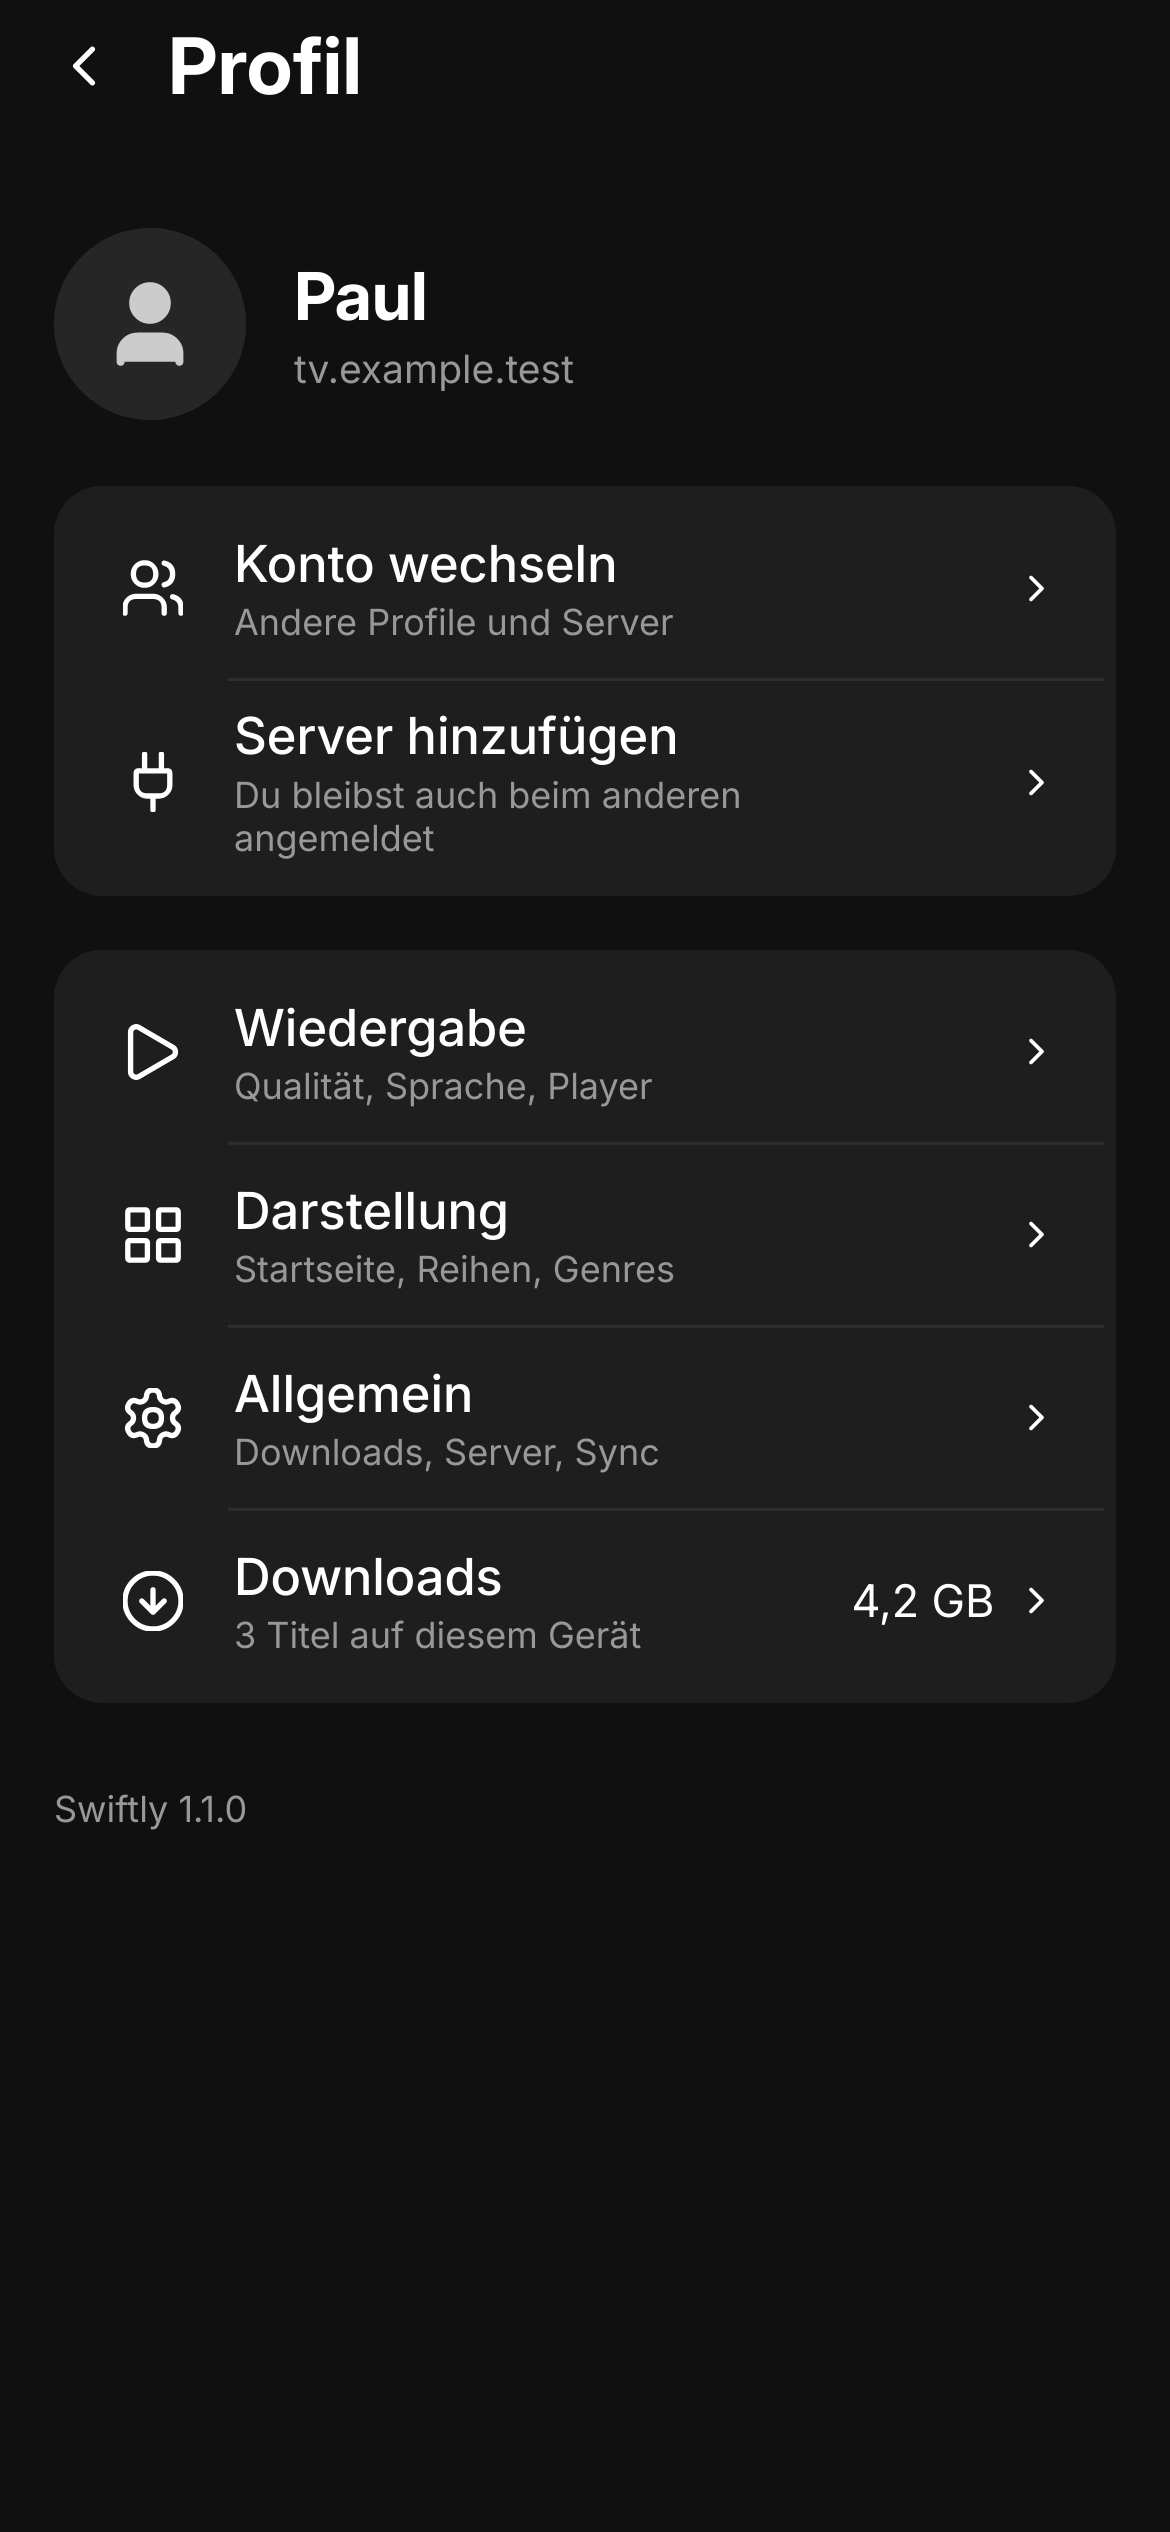 Profil
Paul
tv.example.test
Konto wechseln
Andere Profile und Server
Server hinzufügen
Du bleibst auch beim anderen
angemeldet
Wiedergabe
Qualität, Sprache, Player
Darstellung
Startseite, Reihen, Genres
Allgemein
Downloads, Server, Sync
Downloads
3 Titel auf diesem Gerät
4,2 GB
Swiftly 1.1.0